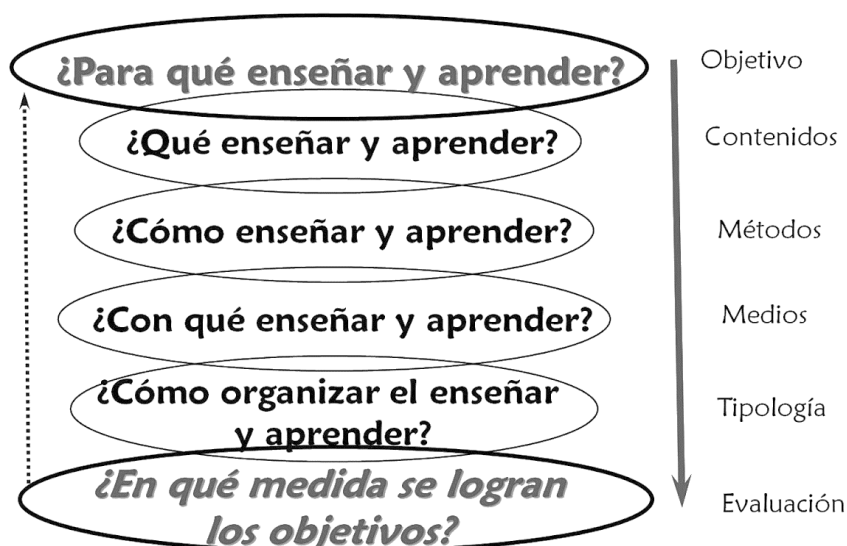 ¿Para qué enseñar y aprender?
Objetivo
¿Qué enseñar y aprender?
Contenidos
¿Cómo enseñar y aprender?
Métodos
¿Con qué enseñar y aprender?
Medios
¿Cómo organizar el enseñar
y aprender?
Tipología
¿En qué medida se logran
los objetivos?
Evaluación